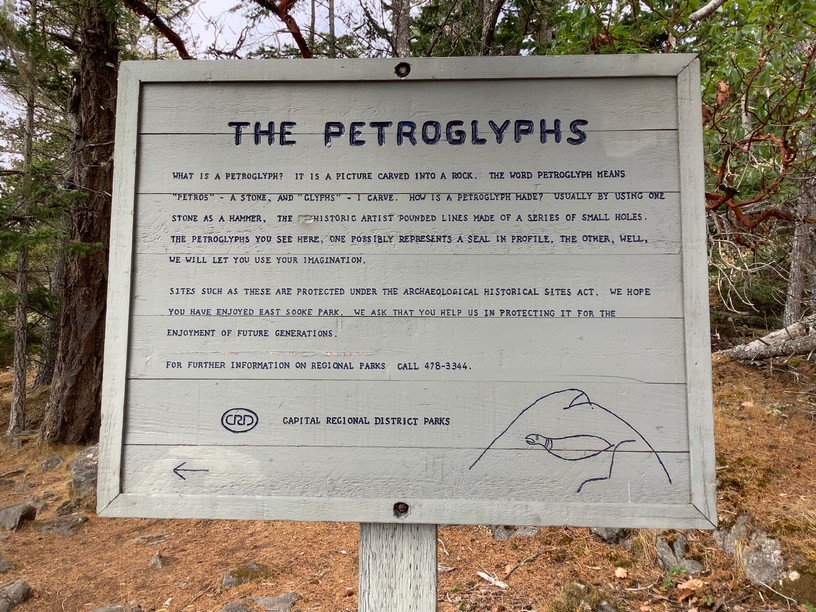 THE PETROGLYPHS
WHAT IS A PETROGLYPH? IT IS A PICTURE CARVED INTO A ROCK. THE WORD PETROGLYPH MEANS
"PETROS" - A STONE, AND "GLYPHS" - I CARVE. HOW IS A PETROGLYPH MADE? USUALLY BY USING ONE
STONE AS A HAMMER, THE PREHISTORIC ARTIST POUNDED LINES MADE OF A SERIES OF SMALL HOLES.
THE PETROGLYPHS YOU SEE HERE, ONE POSSIBLY REPRESENTS A SEAL IN PROFILE. THE OTHER, WELL,
WE WILL LET YOU USE YOUR IMAGINATION.
SITES SUCH AS THESE ARE PROTECTED UNDER THE ARCHAEOLOGICAL HISTORICAL SITES ACT. WE HOPE
YOU HAVE ENJOYED EAST SOOKE PARK. WE ASK THAT YOU HELP US IN PROTECTING IT FOR THE
ENJOYMENT OF FUTURE GENERATIONS.
FOR FURTHER INFORMATION ON REGIONAL PARKS CALL 478-3344.
CRD CAPITAL REGIONAL DISTRICT PARKS